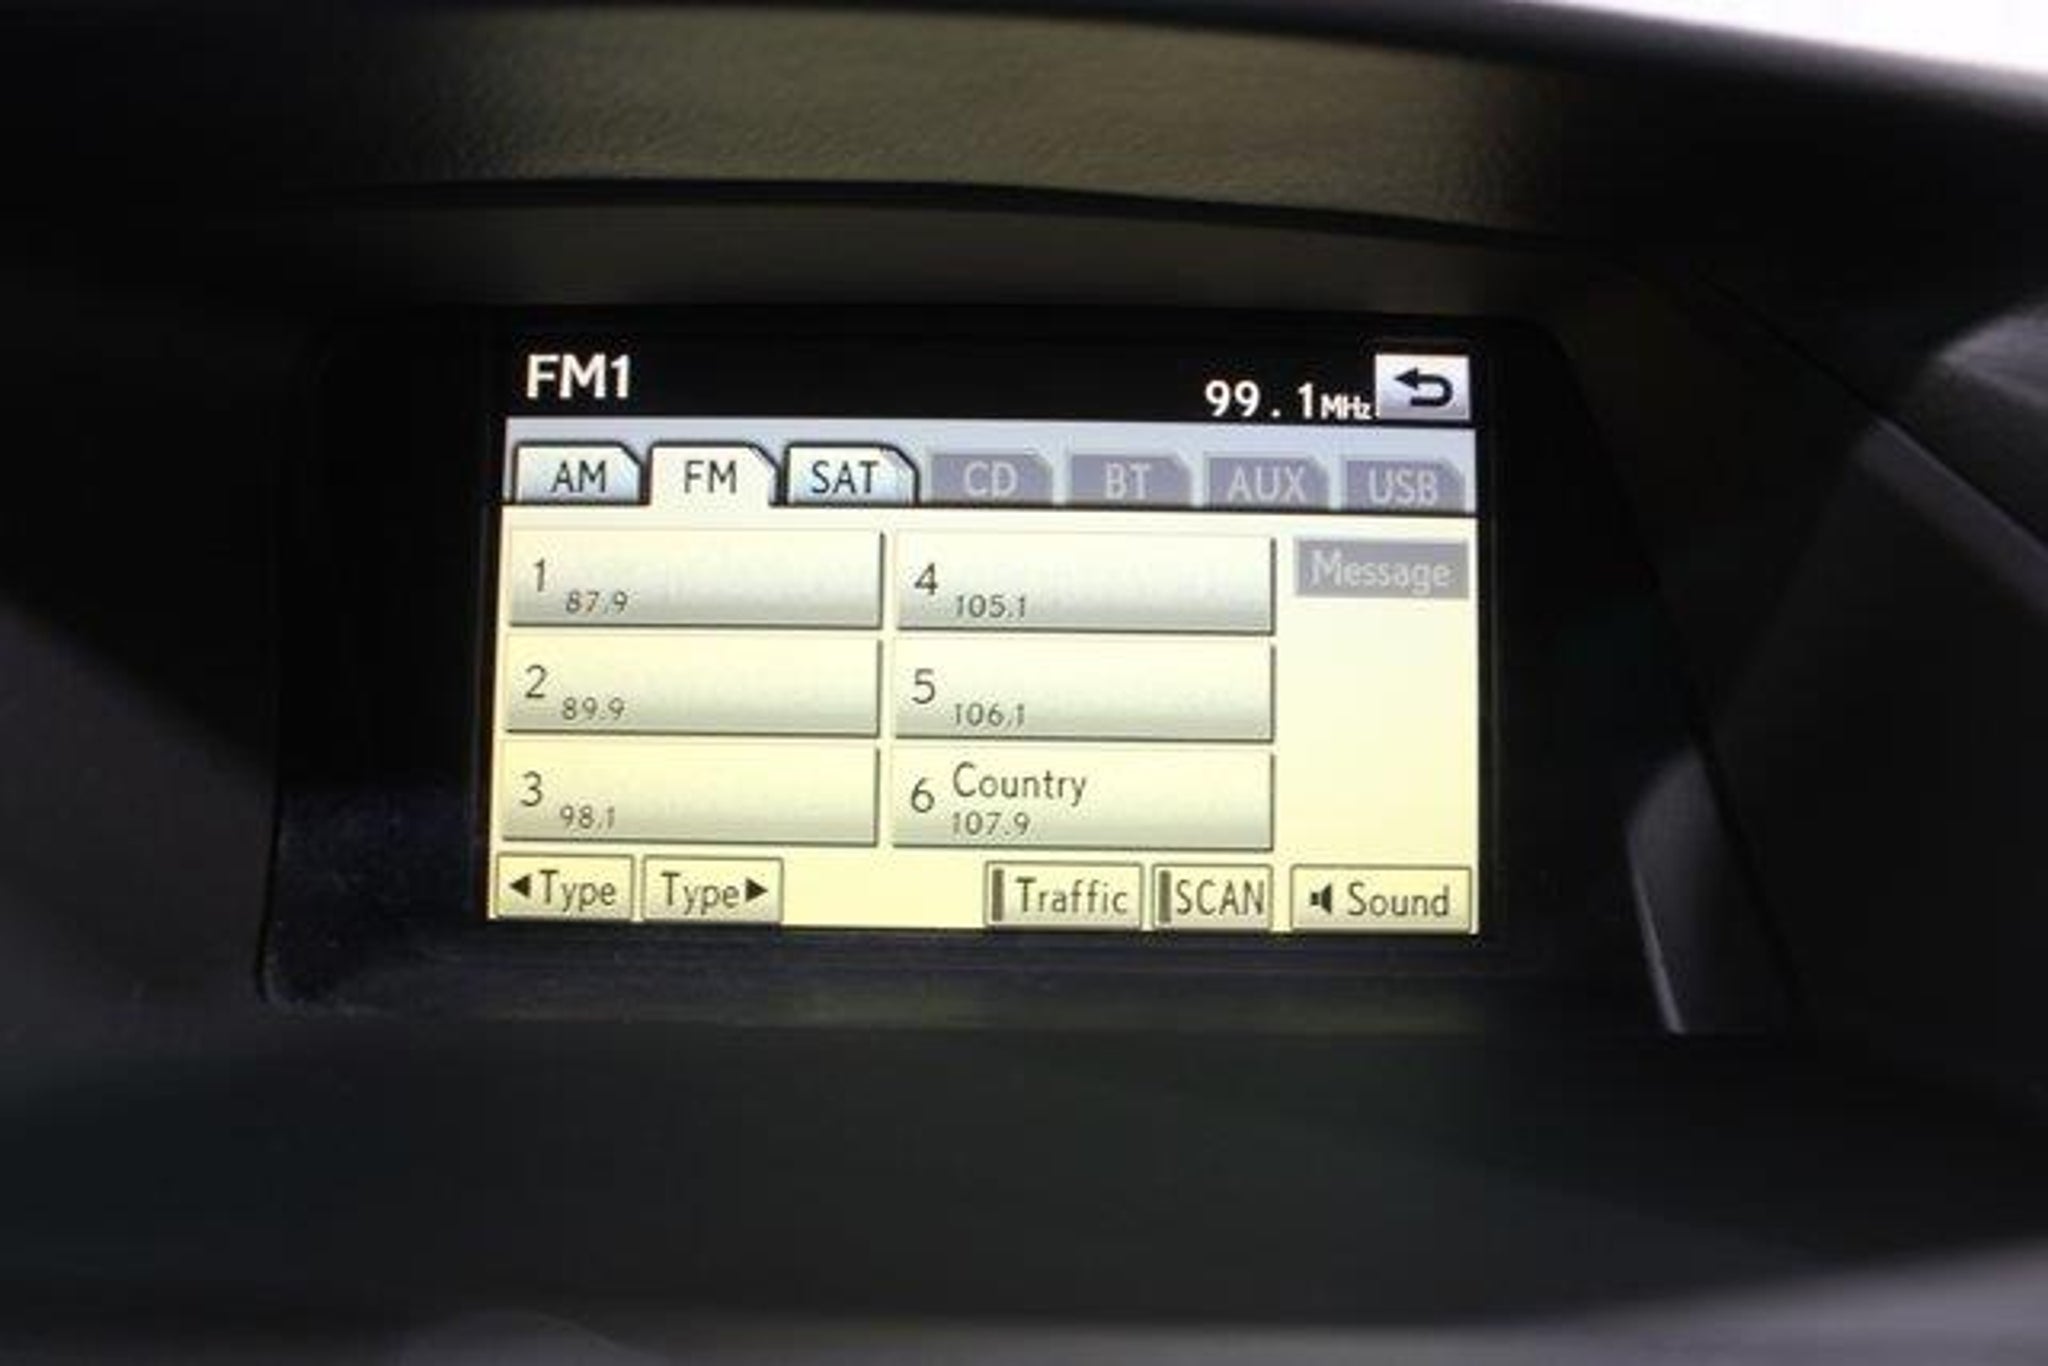 FM1
99.1MHz
AM FM SAT CD BT AUX USB
1 87.9
4 105.1
Message
2 89.9
5 106.1
3 98.1
6 Country
107.9
Type Type Traffic SCAN Sound